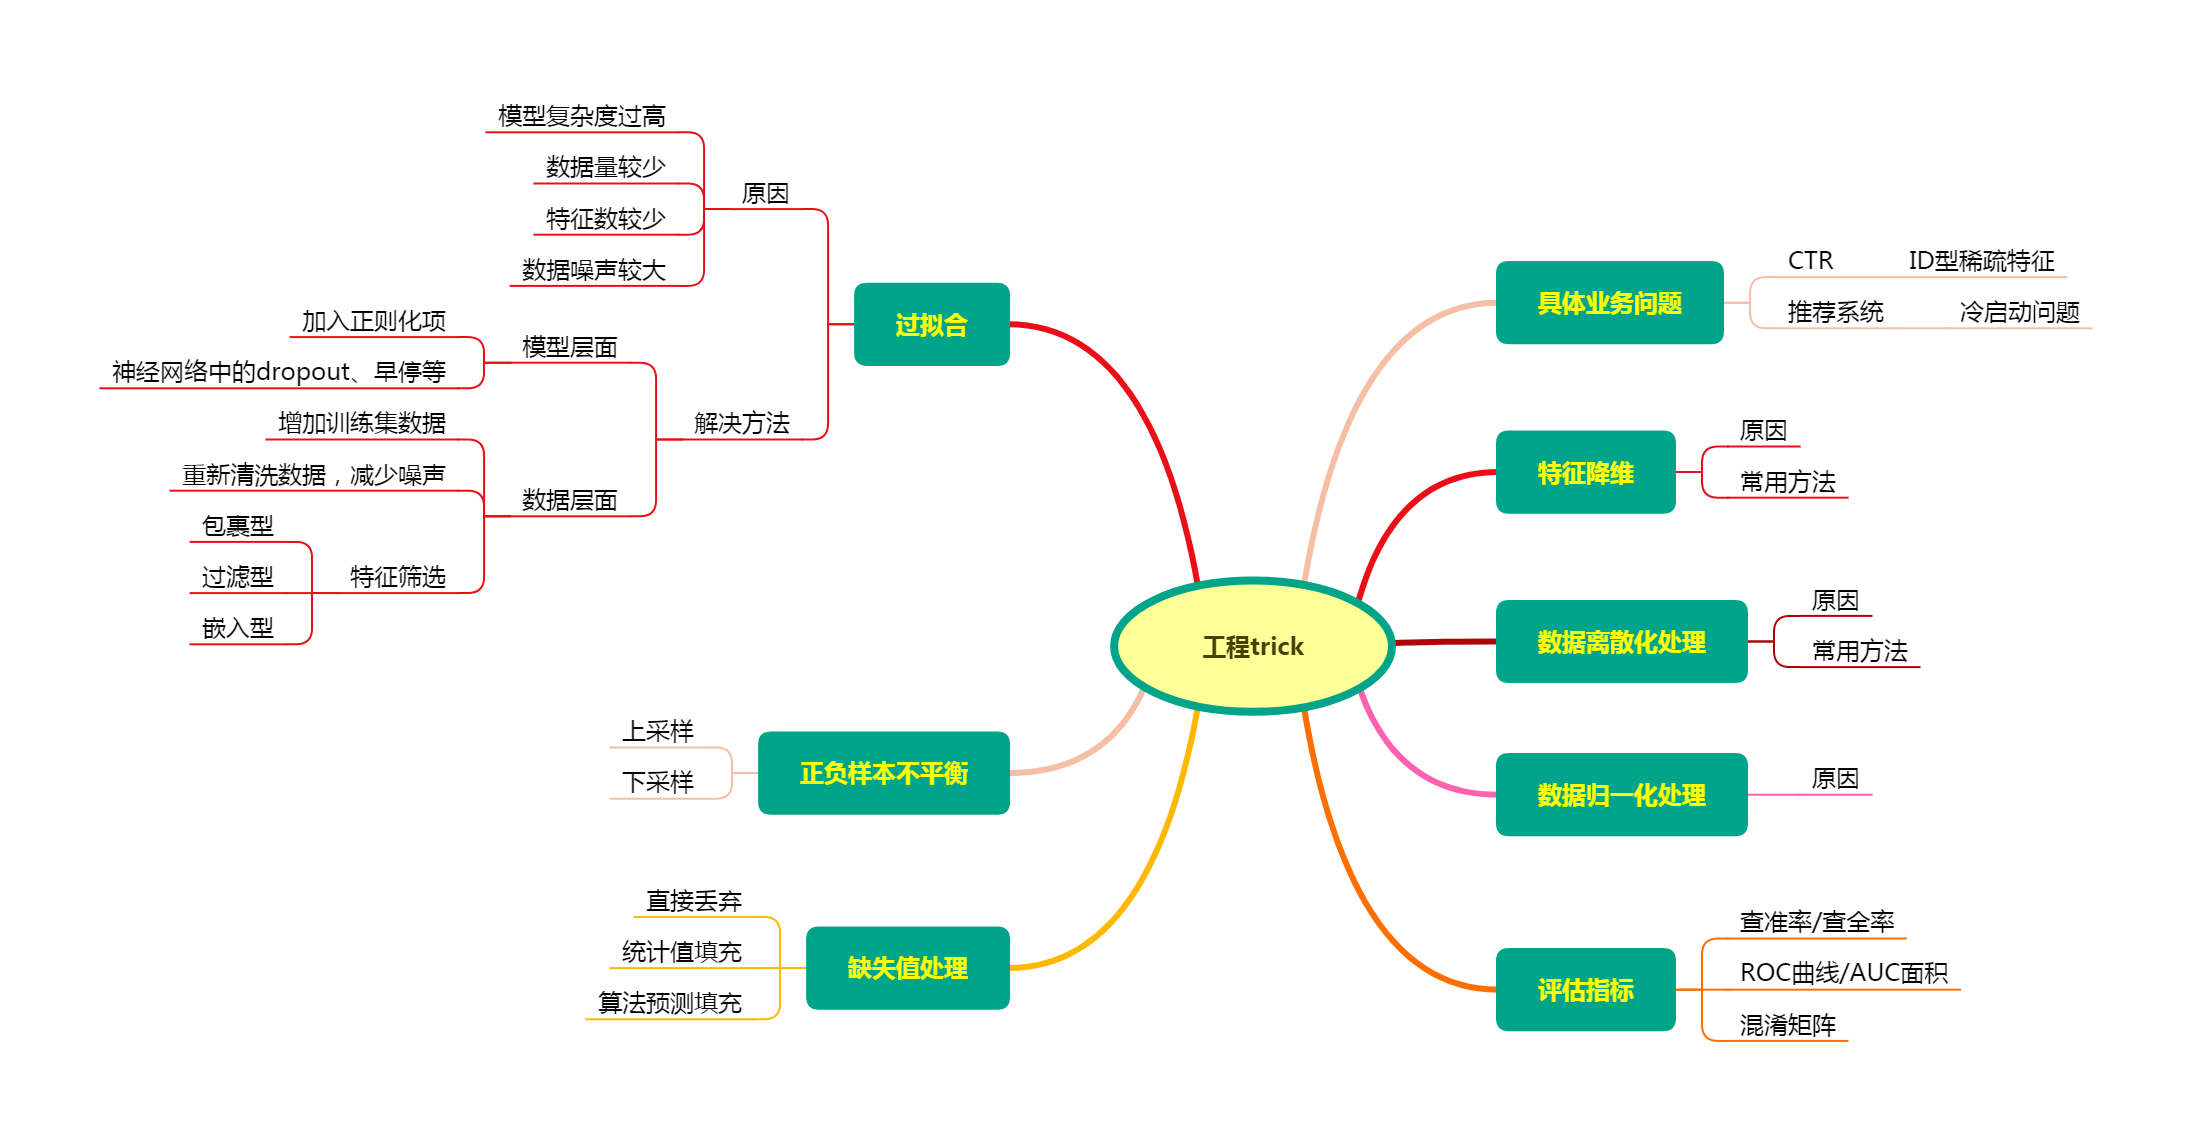 工程trick
过拟合
原因
模型复杂度过高
数据量较少
特征数较少
数据噪声较大
解决方法
模型层面
加入正则化项
神经网络中的dropout、早停等
数据层面
增加训练集数据
重新清洗数据，减少噪声
特征筛选
包裹型
过滤型
嵌入型
正负样本不平衡
上采样
下采样
缺失值处理
直接丢弃
统计值填充
算法预测填充
具体业务问题
CTR
ID型稀疏特征
推荐系统
冷启动问题
特征降维
原因
常用方法
数据离散化处理
原因
常用方法
数据归一化处理
原因
评估指标
查准率/查全率
ROC曲线/AUC面积
混淆矩阵